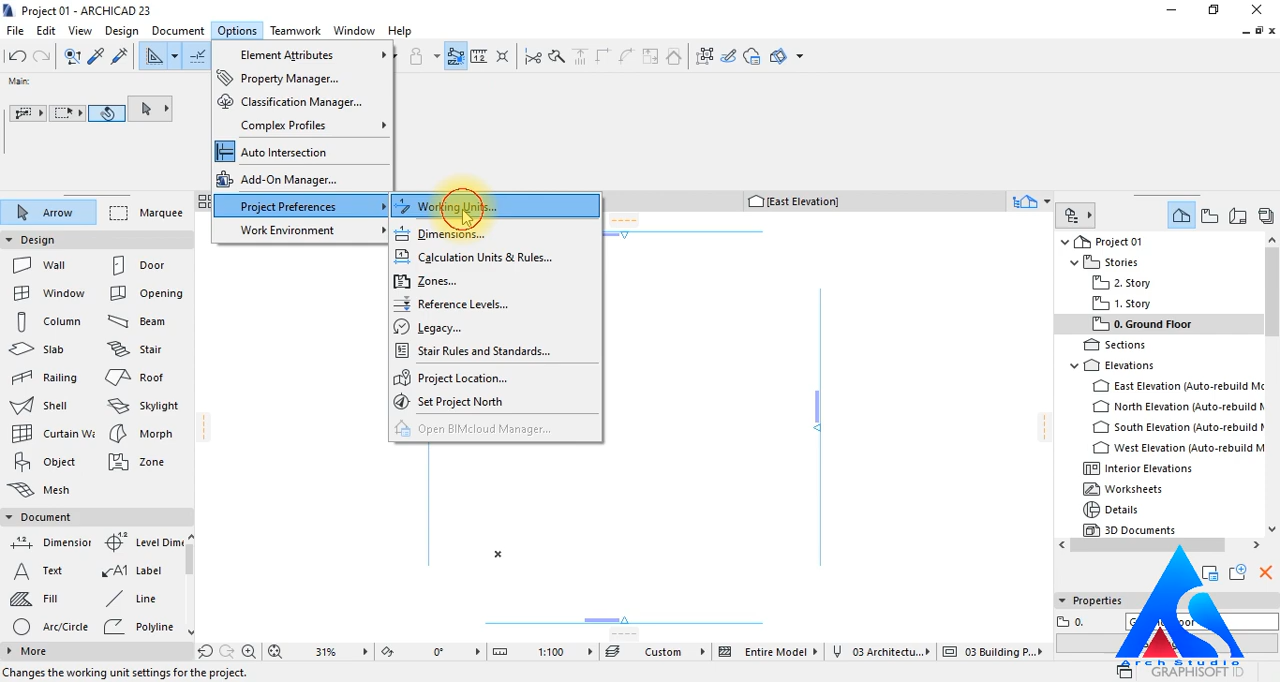 Project 01 - ARCHICAD 23
File Edit View Design Document Options Teamwork Window Help
Main:
Element Attributes
Property Manager...
Classification Manager...
Complex Profiles
Auto Intersection
Add-On Manager...
Project Preferences
Work Environment
Working Units...
Dimensions...
Calculation Units & Rules...
Zones...
Reference Levels...
Legacy...
Stair Rules and Standards...
Project Location...
Set Project North
Open BIMcloud Manager...
[East Elevation]
Arrow Marquee
Design
Wall Door
Window Opening
Column Beam
Slab Stair
Railing Roof
Shell Skylight
Curtain Wa Morph
Object Zone
Mesh
Document
Dimension Level Dime
Text Label
Fill Line
Arc/Circle Polyline
More
Project 01
Stories
2. Story
1. Story
0. Ground Floor
Sections
Elevations
East Elevation (Auto-rebuild Mo
North Elevation (Auto-rebuild M
South Elevation (Auto-rebuild M
West Elevation (Auto-rebuild M
Interior Elevations
Worksheets
Details
3D Documents
Properties
0.
31% 0° 1:100 Custom Entire Model 03 Architectu... 03 Building P...
Changes the working unit settings for the project.
Arch Studio
GRAPHISOFT ID